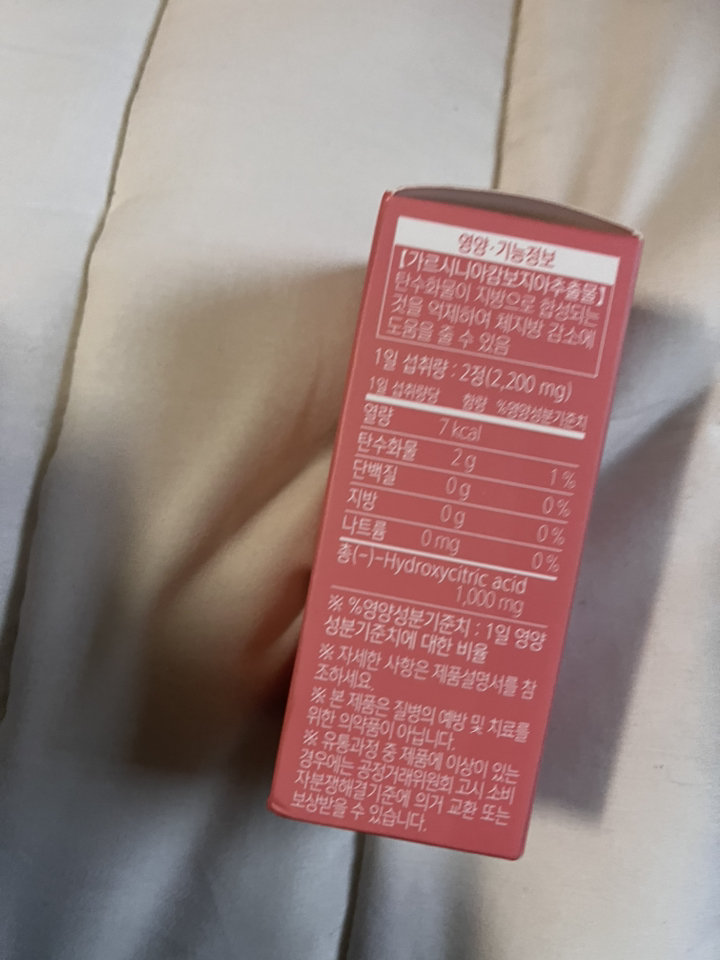 영양·기능정보
【가르시니아캄보지아추출물】
탄수화물이 지방으로 합성되는
것을 억제하여 체지방 감소에
도움을 줄 수 있음
1일 섭취량 : 2정(2,200 mg)
1일 섭취량당 함량 %영양성분기준치
열량 7 kcal
탄수화물 2 g 1 %
단백질 0 g 0 %
지방 0 g 0 %
나트륨 0 mg 0 %
총(-)-Hydroxycitric acid
1,000 mg
※ %영양성분기준치 : 1일 영양
성분기준치에 대한 비율
※ 자세한 사항은 제품설명서를 참
조하세요.
※ 본 제품은 질병의 예방 및 치료를
위한 의약품이 아닙니다.
※ 유통과정 중 제품에 이상이 있는
경우에는 공정거래위원회 고시 소비
자분쟁해결기준에 의거 교환 또는
보상받을 수 있습니다.